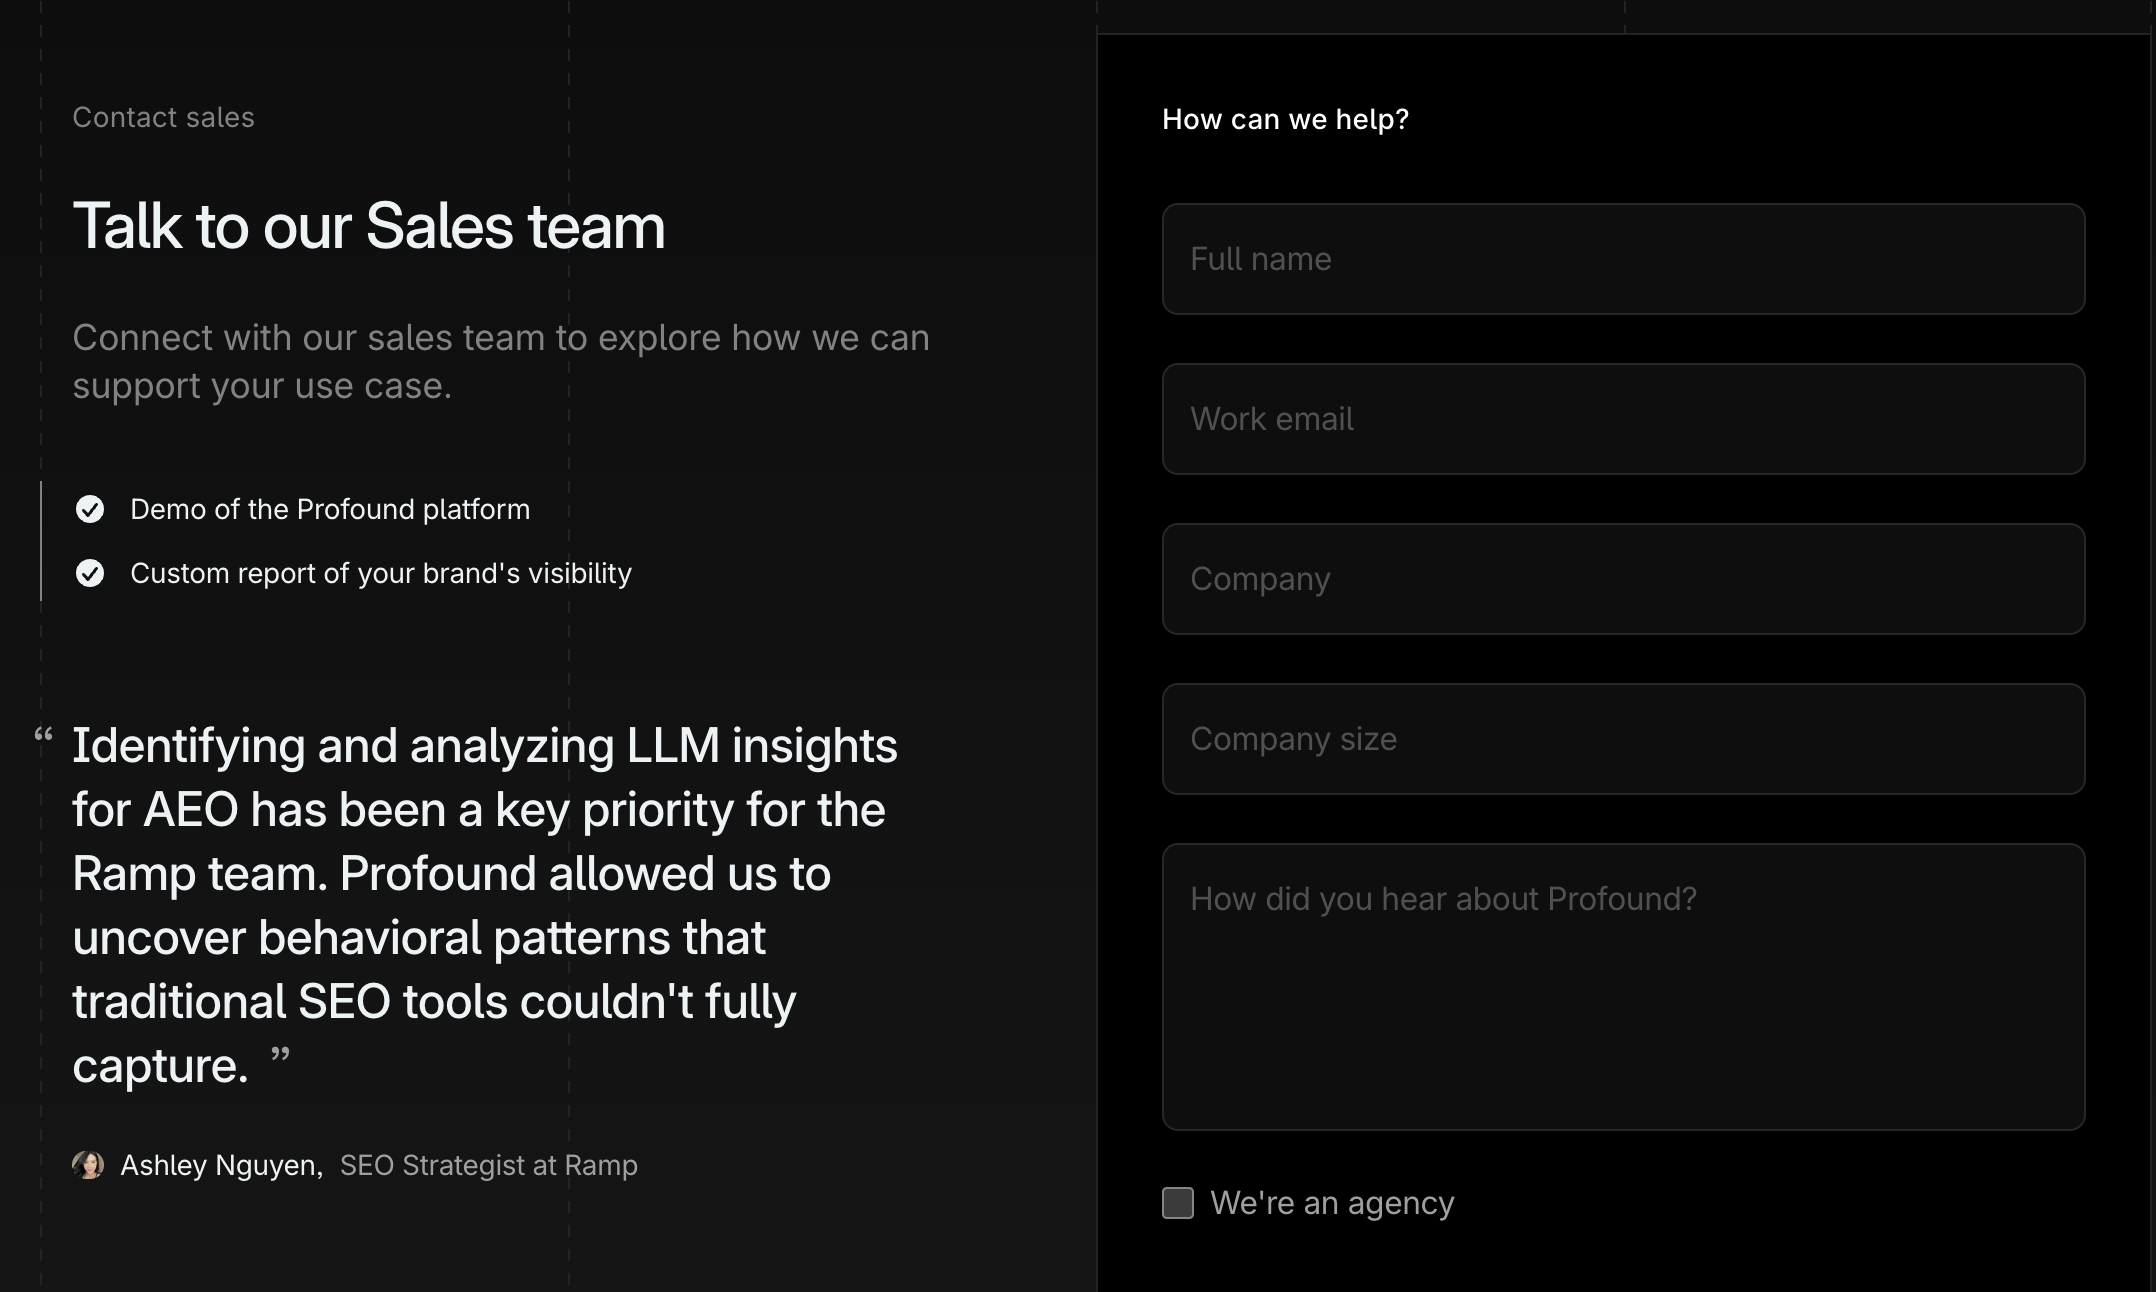 Contact sales
Talk to our Sales team
Connect with our sales team to explore how we can
support your use case.
Demo of the Profound platform
Custom report of your brand's visibility
“ Identifying and analyzing LLM insights
for AEO has been a key priority for the
Ramp team. Profound allowed us to
uncover behavioral patterns that
traditional SEO tools couldn't fully
capture. ”
Ashley Nguyen, SEO Strategist at Ramp
How can we help?
Full name
Work email
Company
Company size
How did you hear about Profound?
We're an agency